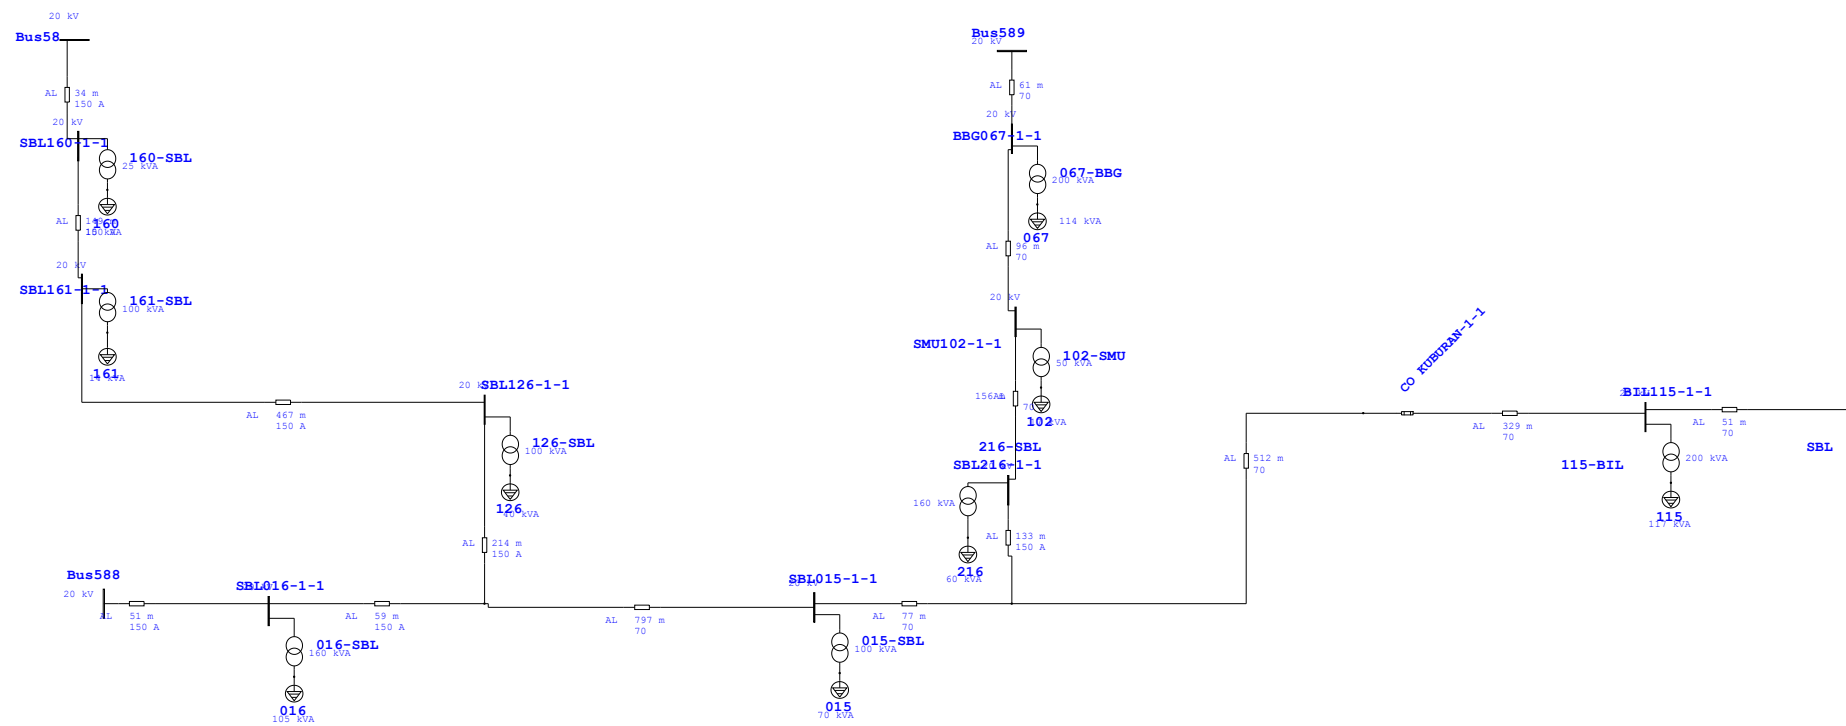 20 kV
Bus58
AL 34 m
150 A
20 kV
SBL160-1-1
160-SBL
25 kVA
AL
160
20 kV
SBL161-1-1
161-SBL
100 kVA
161
14 kVA
AL 467 m
150 A
20 kV
SBL126-1-1
126-SBL
100 kVA
126
40 kVA
AL 214 m
150 A
Bus588
20 kV
AL 51 m
150 A
SBL016-1-1
016-SBL
160 kVA
016
105 kVA
AL 59 m
150 A
AL 797 m
70
SBL015-1-1
20 kV
015-SBL
100 kVA
015
70 kVA
AL 77 m
70
Bus589
20 kV
AL 61 m
70
20 kV
BBG067-1-1
067-BBG
200 kVA
114 kVA
067
AL 96 m
70
20 kV
SMU102-1-1
102-SMU
50 kVA
70
102
216-SBL
SBL216-1-1
160 kVA
216
60 kVA
AL 133 m
150 A
AL 512 m
70
CO KUBURAN-1-1
AL 329 m
70
BIL115-1-1
115-BIL
200 kVA
115
117 kVA
AL 51 m
70
SBL